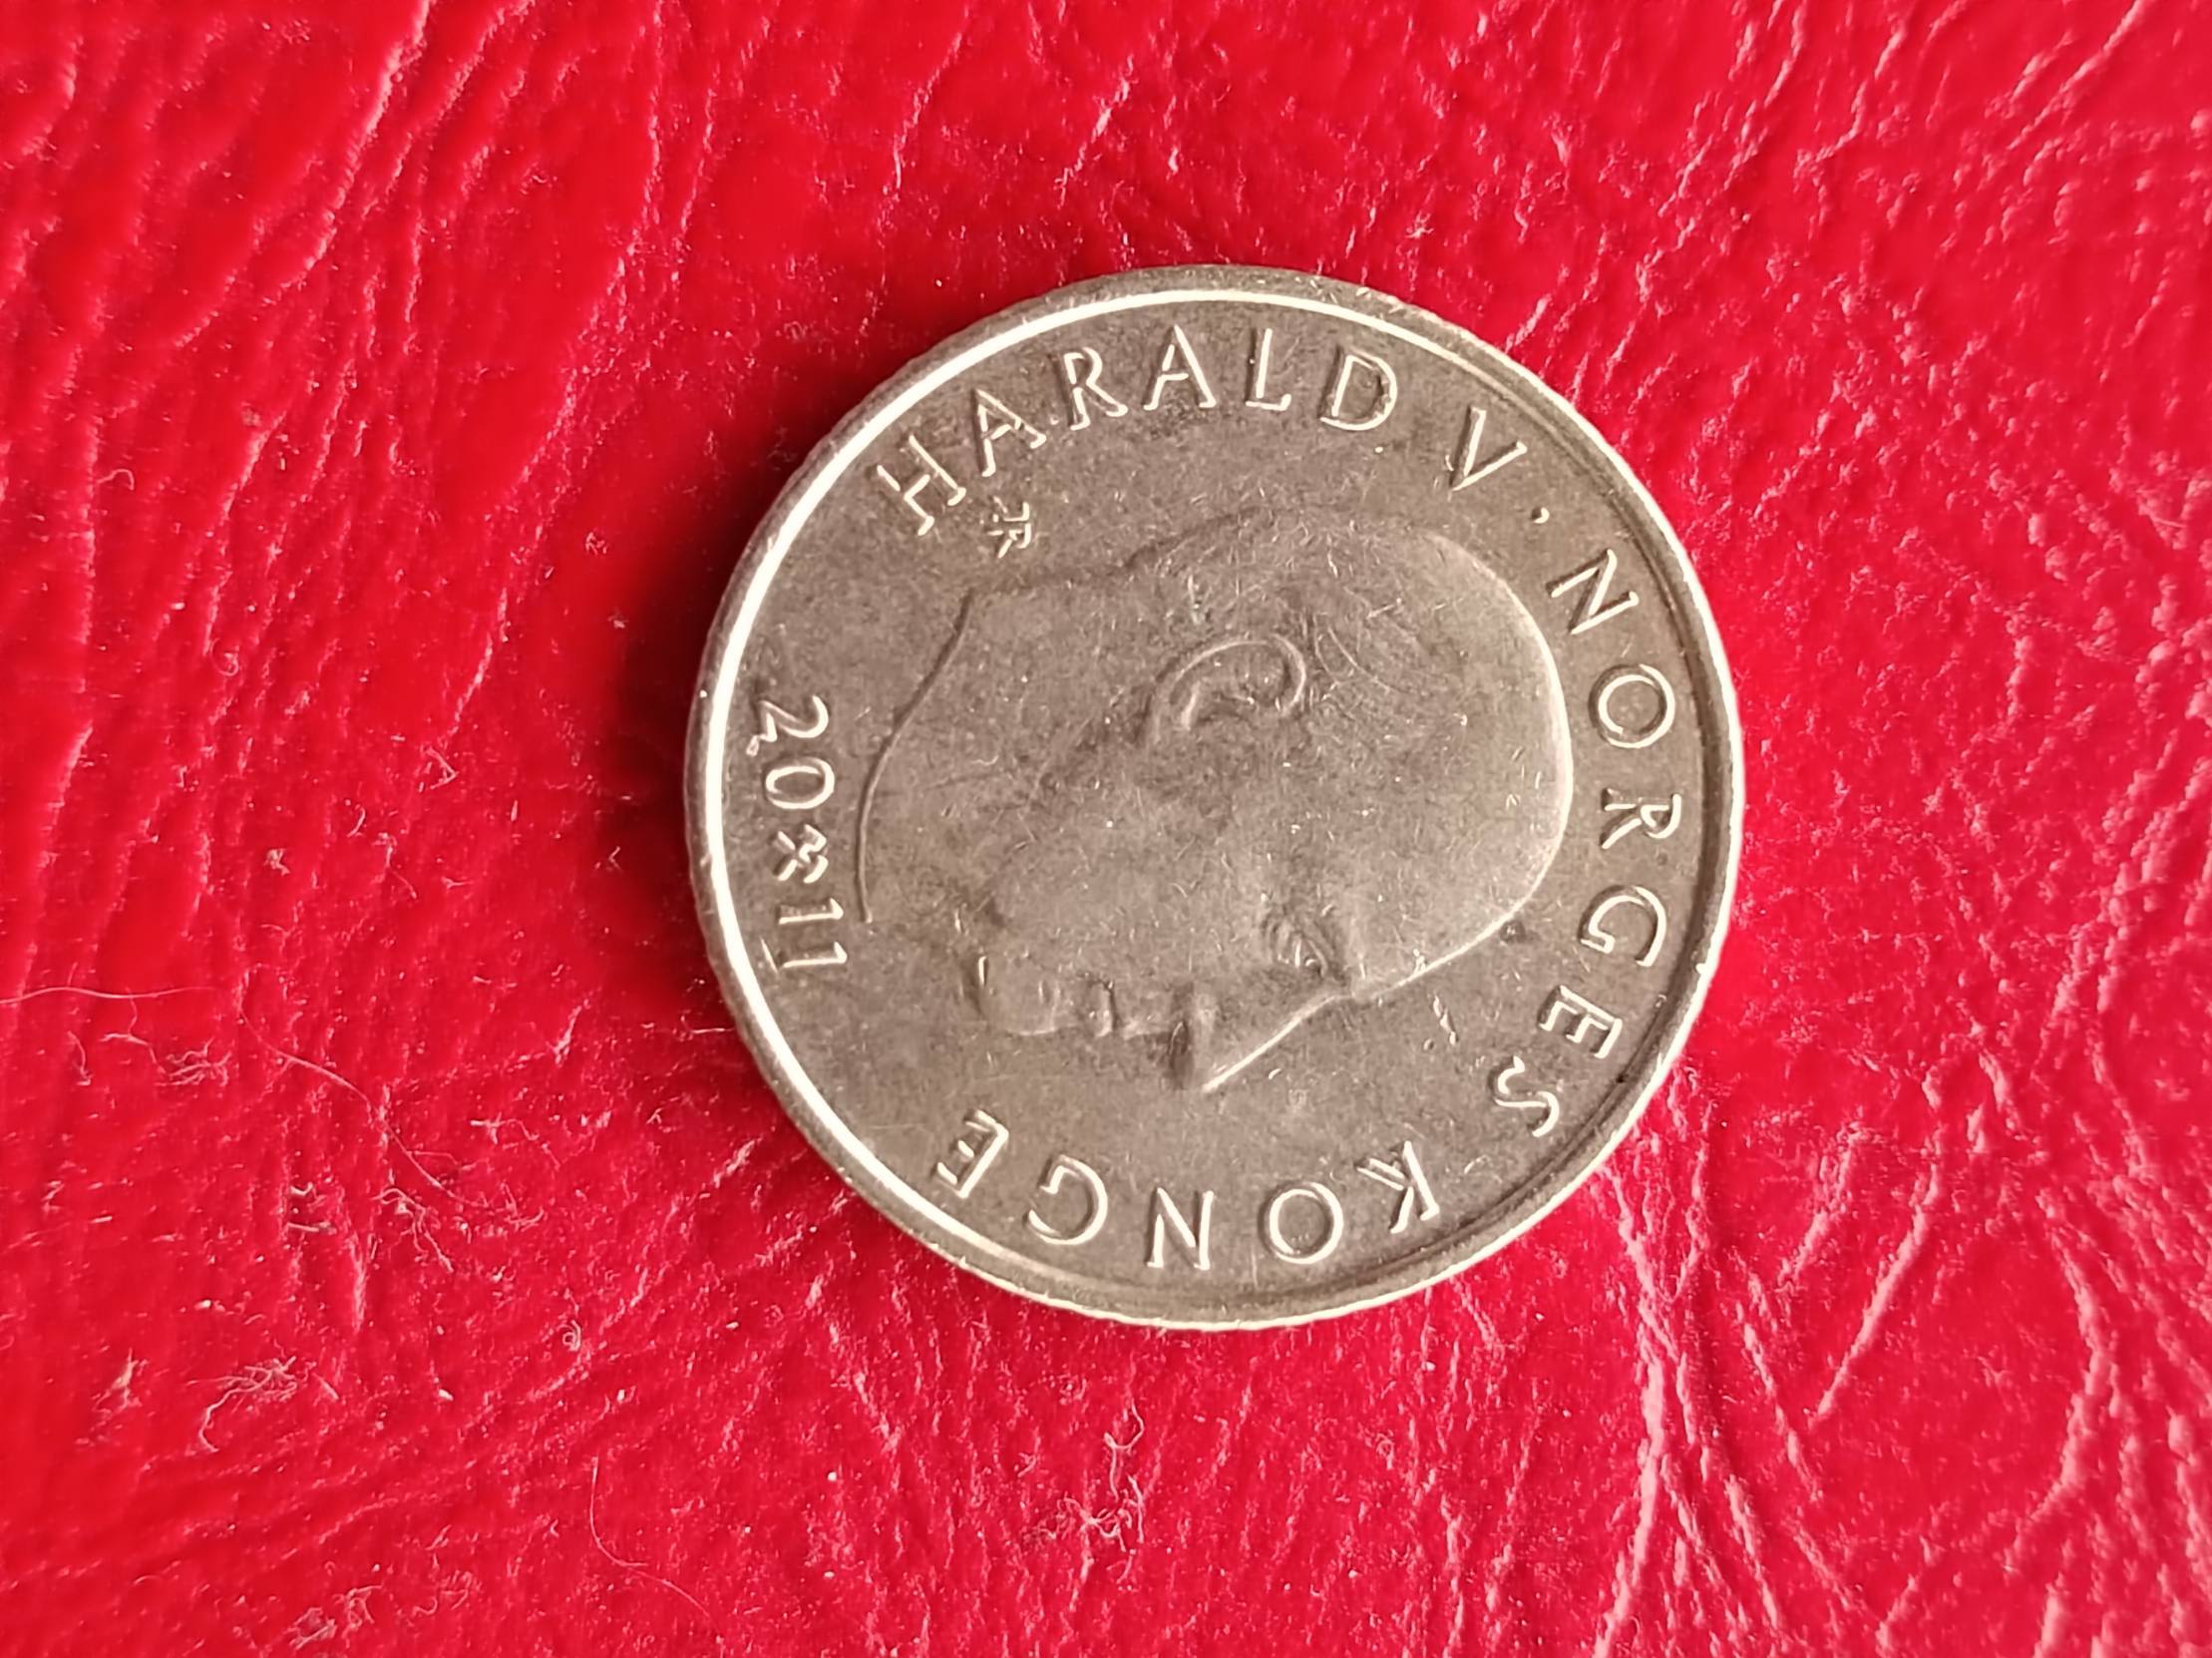 HARALD V · NORGES KONGE
20⚒11